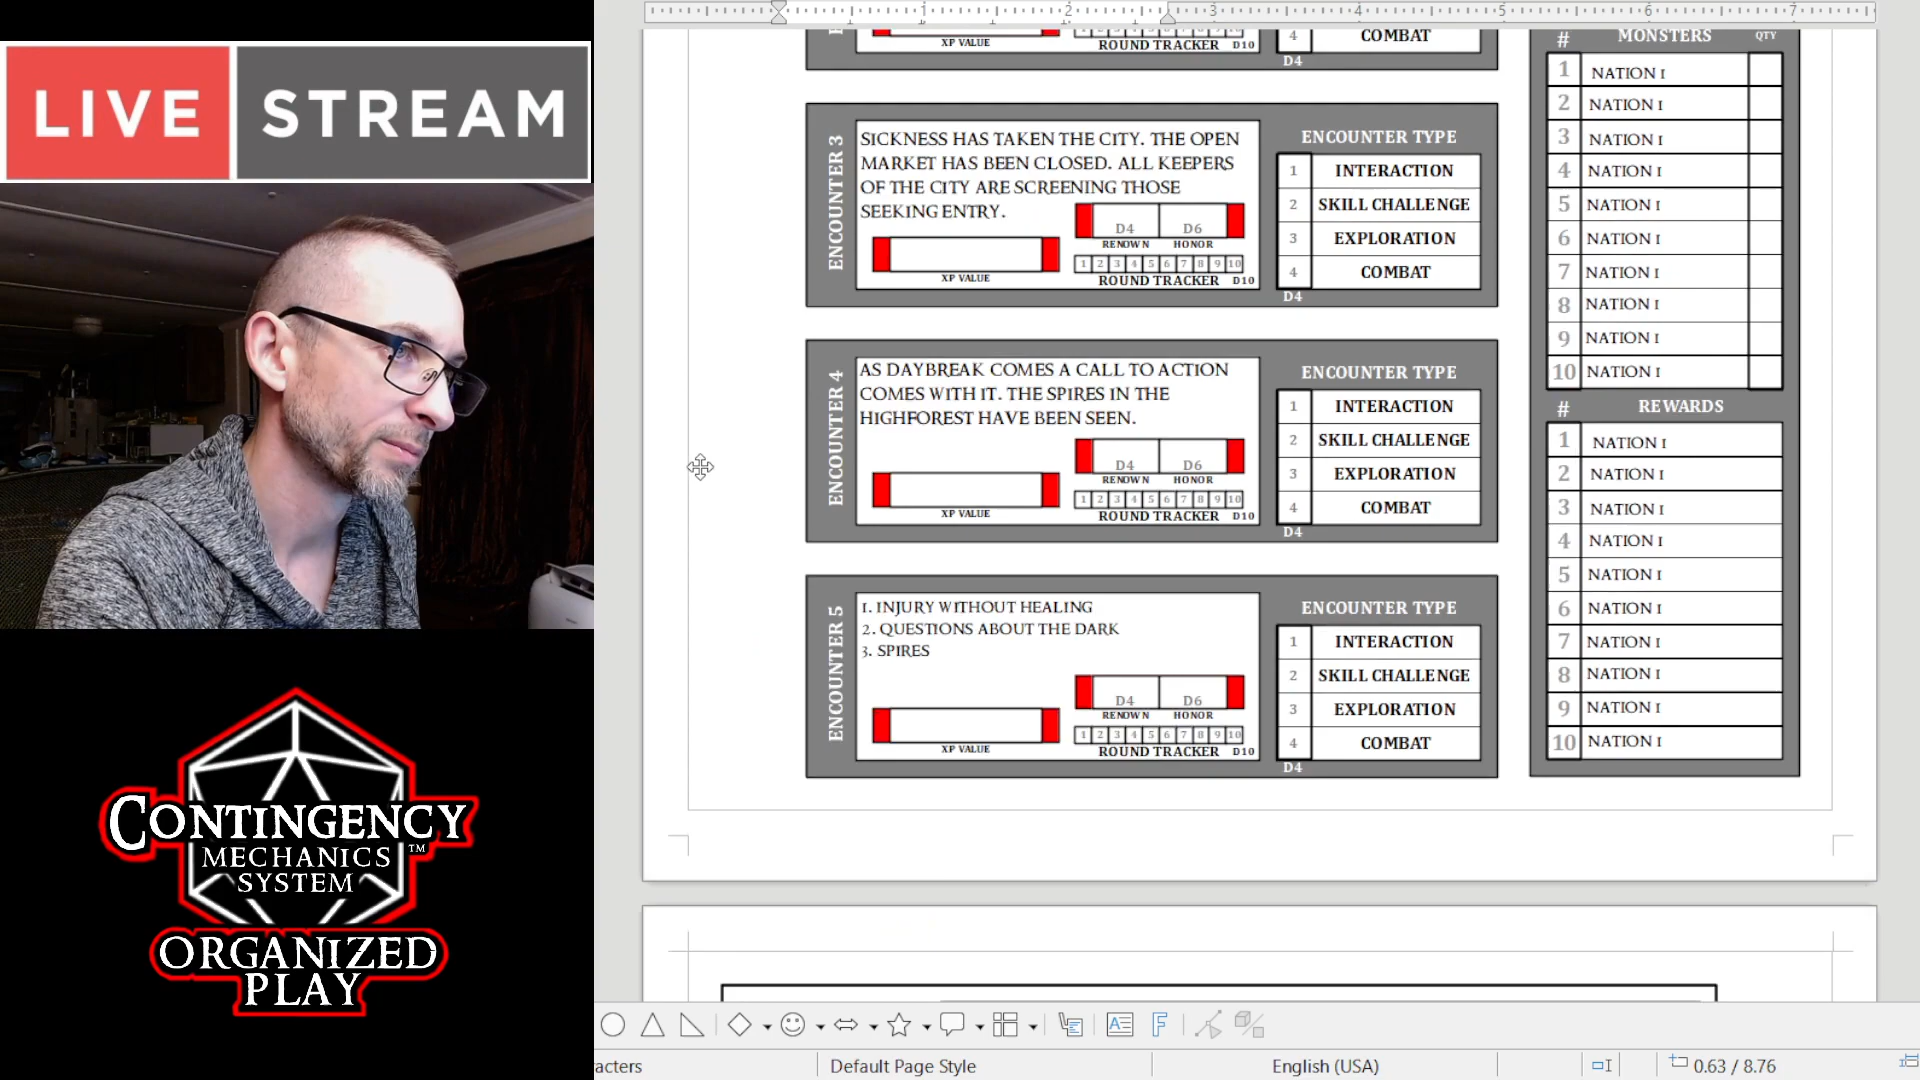 LIVE STREAM
CONTINGENCY
MECHANICS™
SYSTEM
ORGANIZED
PLAY
1 2 3 4 5 6 7
XP VALUE
ROUND TRACKER D10
4 COMBAT
D4
ENCOUNTER 3
SICKNESS HAS TAKEN THE CITY. THE OPEN
MARKET HAS BEEN CLOSED. ALL KEEPERS
OF THE CITY ARE SCREENING THOSE
SEEKING ENTRY.
D4 D6
RENOWN HONOR
1 2 3 4 5 6 7 8 9 10
XP VALUE
ROUND TRACKER D10
ENCOUNTER TYPE
1 INTERACTION
2 SKILL CHALLENGE
3 EXPLORATION
4 COMBAT
D4
ENCOUNTER 4
AS DAYBREAK COMES A CALL TO ACTION
COMES WITH IT. THE SPIRES IN THE
HIGHFOREST HAVE BEEN SEEN.
D4 D6
RENOWN HONOR
1 2 3 4 5 6 7 8 9 10
XP VALUE
ROUND TRACKER D10
ENCOUNTER TYPE
1 INTERACTION
2 SKILL CHALLENGE
3 EXPLORATION
4 COMBAT
D4
ENCOUNTER 5
1. INJURY WITHOUT HEALING
2. QUESTIONS ABOUT THE DARK
3. SPIRES
D4 D6
RENOWN HONOR
1 2 3 4 5 6 7 8 9 10
XP VALUE
ROUND TRACKER D10
ENCOUNTER TYPE
1 INTERACTION
2 SKILL CHALLENGE
3 EXPLORATION
4 COMBAT
D4
# MONSTERS QTY
1 NATION I
2 NATION I
3 NATION I
4 NATION I
5 NATION I
6 NATION I
7 NATION I
8 NATION I
9 NATION I
10 NATION I
# REWARDS
1 NATION I
2 NATION I
3 NATION I
4 NATION I
5 NATION I
6 NATION I
7 NATION I
8 NATION I
9 NATION I
10 NATION I
acters Default Page Style English (USA) 0.63 / 8.76